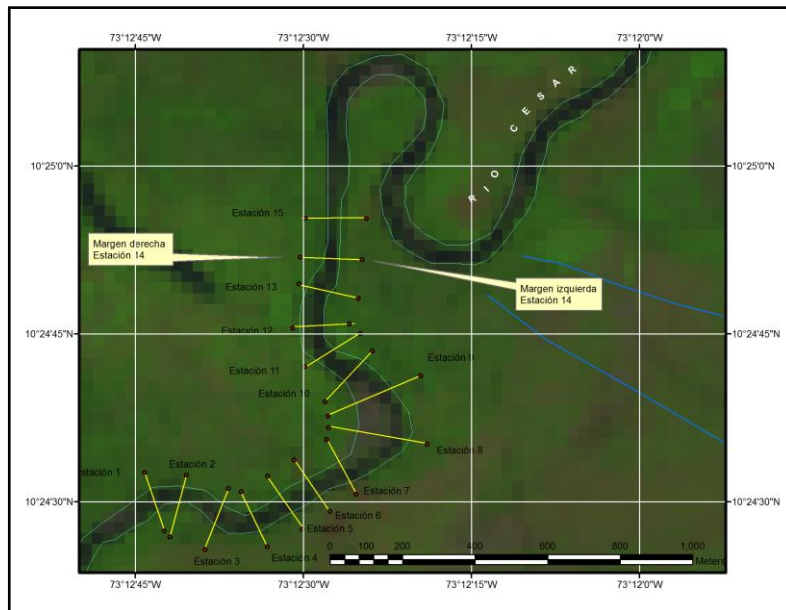 73°12'45"W 73°12'30"W 73°12'15"W 73°12'0"W
RIO CESAR
10°25'0"N 10°25'0"N
Estación 15
Margen derecha
Estación 14
Estación 13
Margen izquierda
Estación 14
Estación 12
10°24'45"N 10°24'45"N
Estación 11
Estación 9
Estación 10
Estación 8
stación 1
Estación 2
Estación 7
10°24'30"N 10°24'30"N
Estación 6
Estación 5
Estación 4
Estación 3
0 100 200 400 600 800 1.000
Meters
73°12'45"W 73°12'30"W 73°12'15"W 73°12'0"W